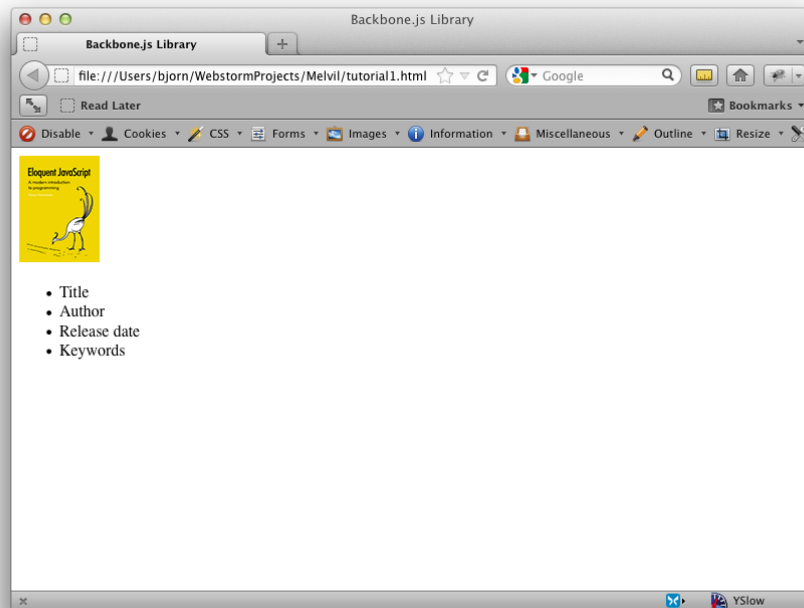 Backbone.js Library
Backbone.js Library
file:///Users/bjorn/WebstormProjects/Melvil/tutorial1.html Google
Read Later Bookmarks
Disable Cookies CSS Forms Images Information Miscellaneous Outline Resize
Eloquent JavaScript
A modern introduction
to programming
Title
Author
Release date
Keywords
YSlow